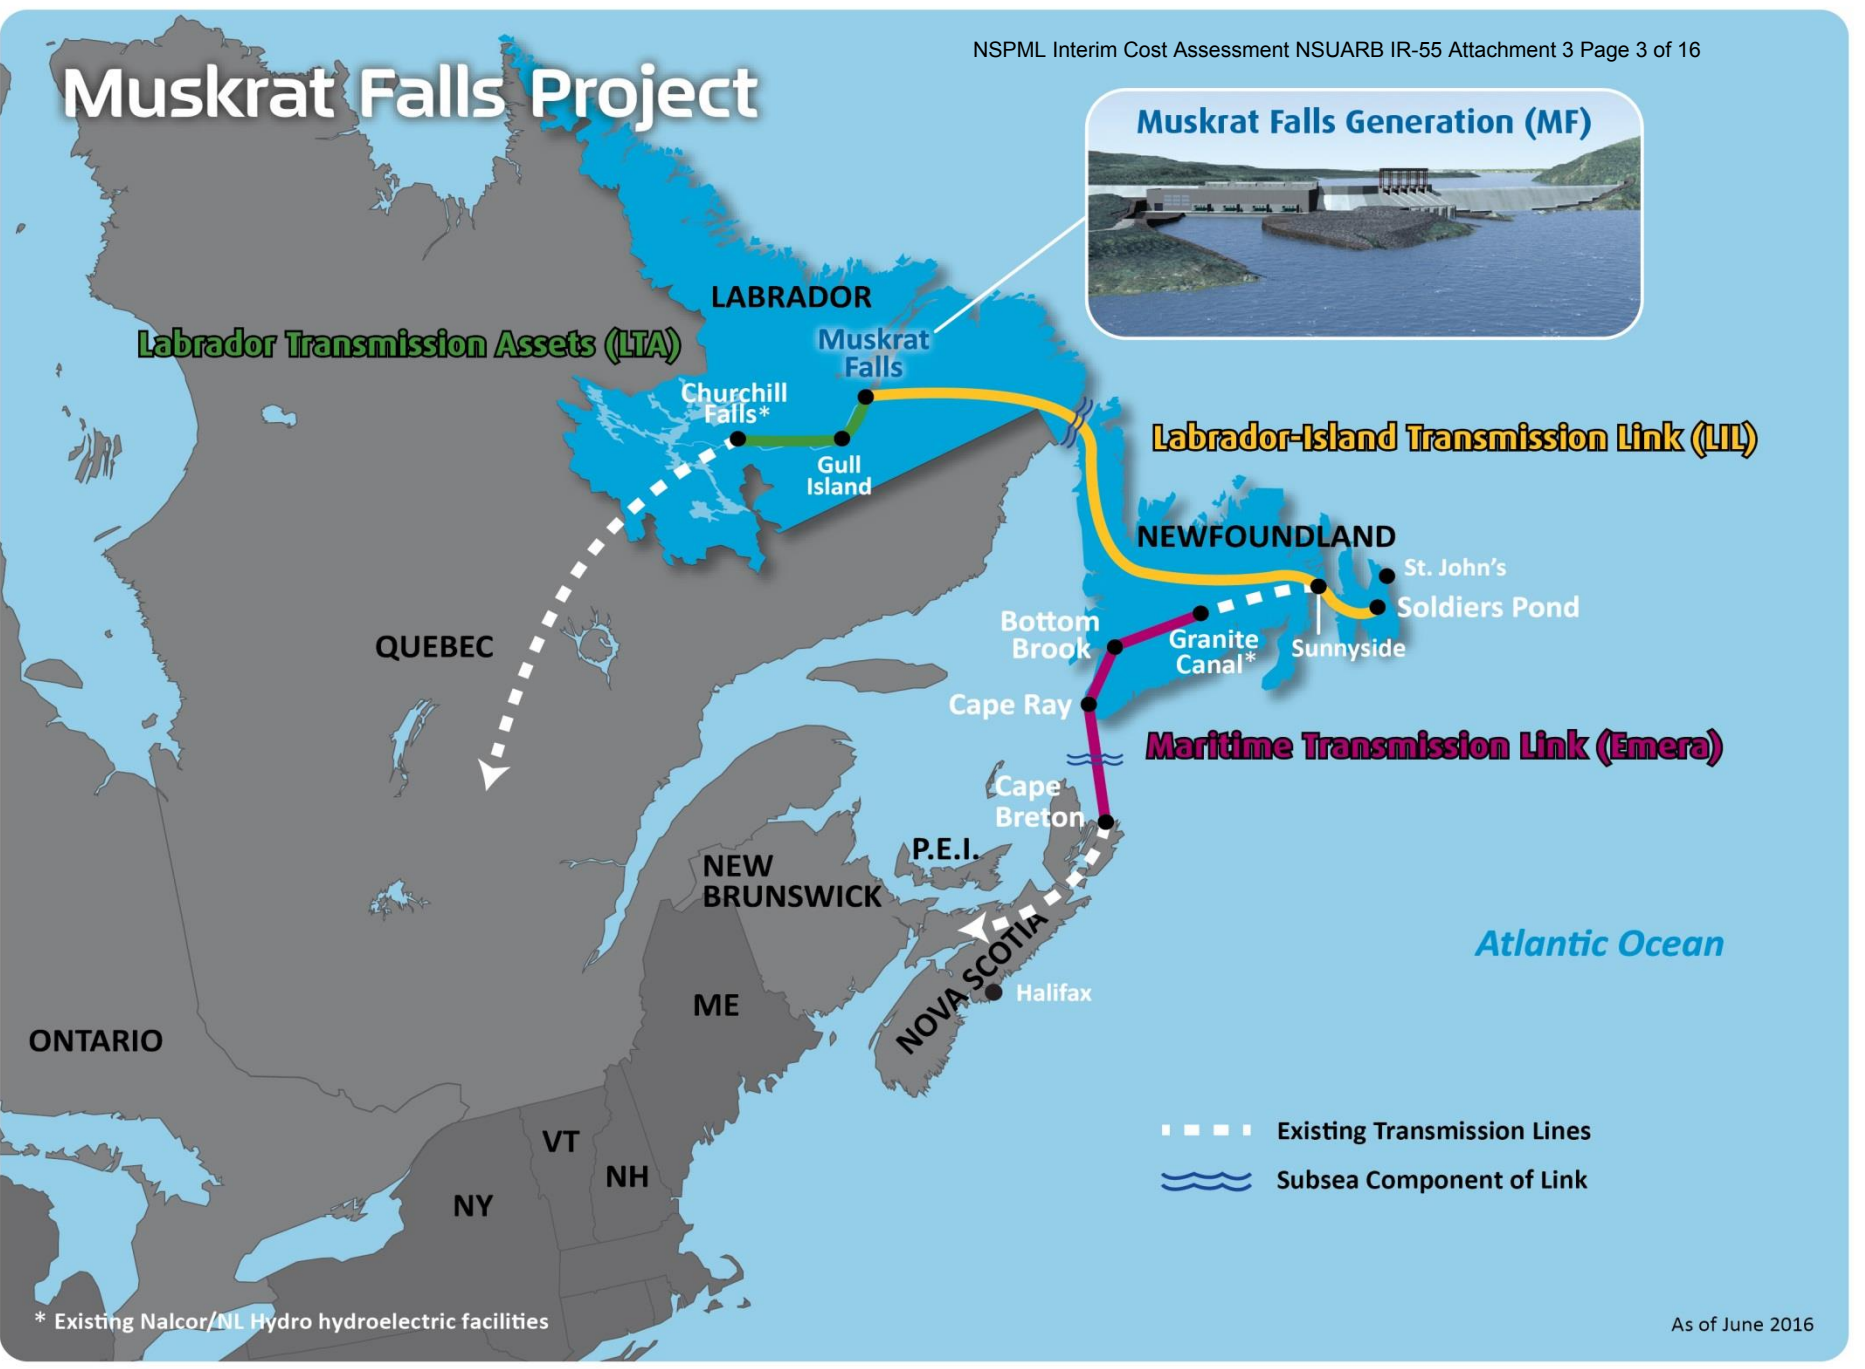 NSPML Interim Cost Assessment NSUARB IR-55 Attachment 3 Page 3 of 16
Muskrat Falls Project
Muskrat Falls Generation (MF)
LABRADOR
Labrador Transmission Assets (LTA)
Muskrat
Falls
Churchill
Falls*
Gull
Island
Labrador-Island Transmission Link (LIL)
NEWFOUNDLAND
St. John's
Soldiers Pond
Bottom
Brook
Granite
Canal*
Sunnyside
QUEBEC
Cape Ray
Maritime Transmission Link (Emera)
Cape
Breton
P.E.I.
NEW
BRUNSWICK
NOVA SCOTIA
Atlantic Ocean
Halifax
ME
ONTARIO
VT
NH
NY
Existing Transmission Lines
Subsea Component of Link
* Existing Nalcor/NL Hydro hydroelectric facilities
As of June 2016